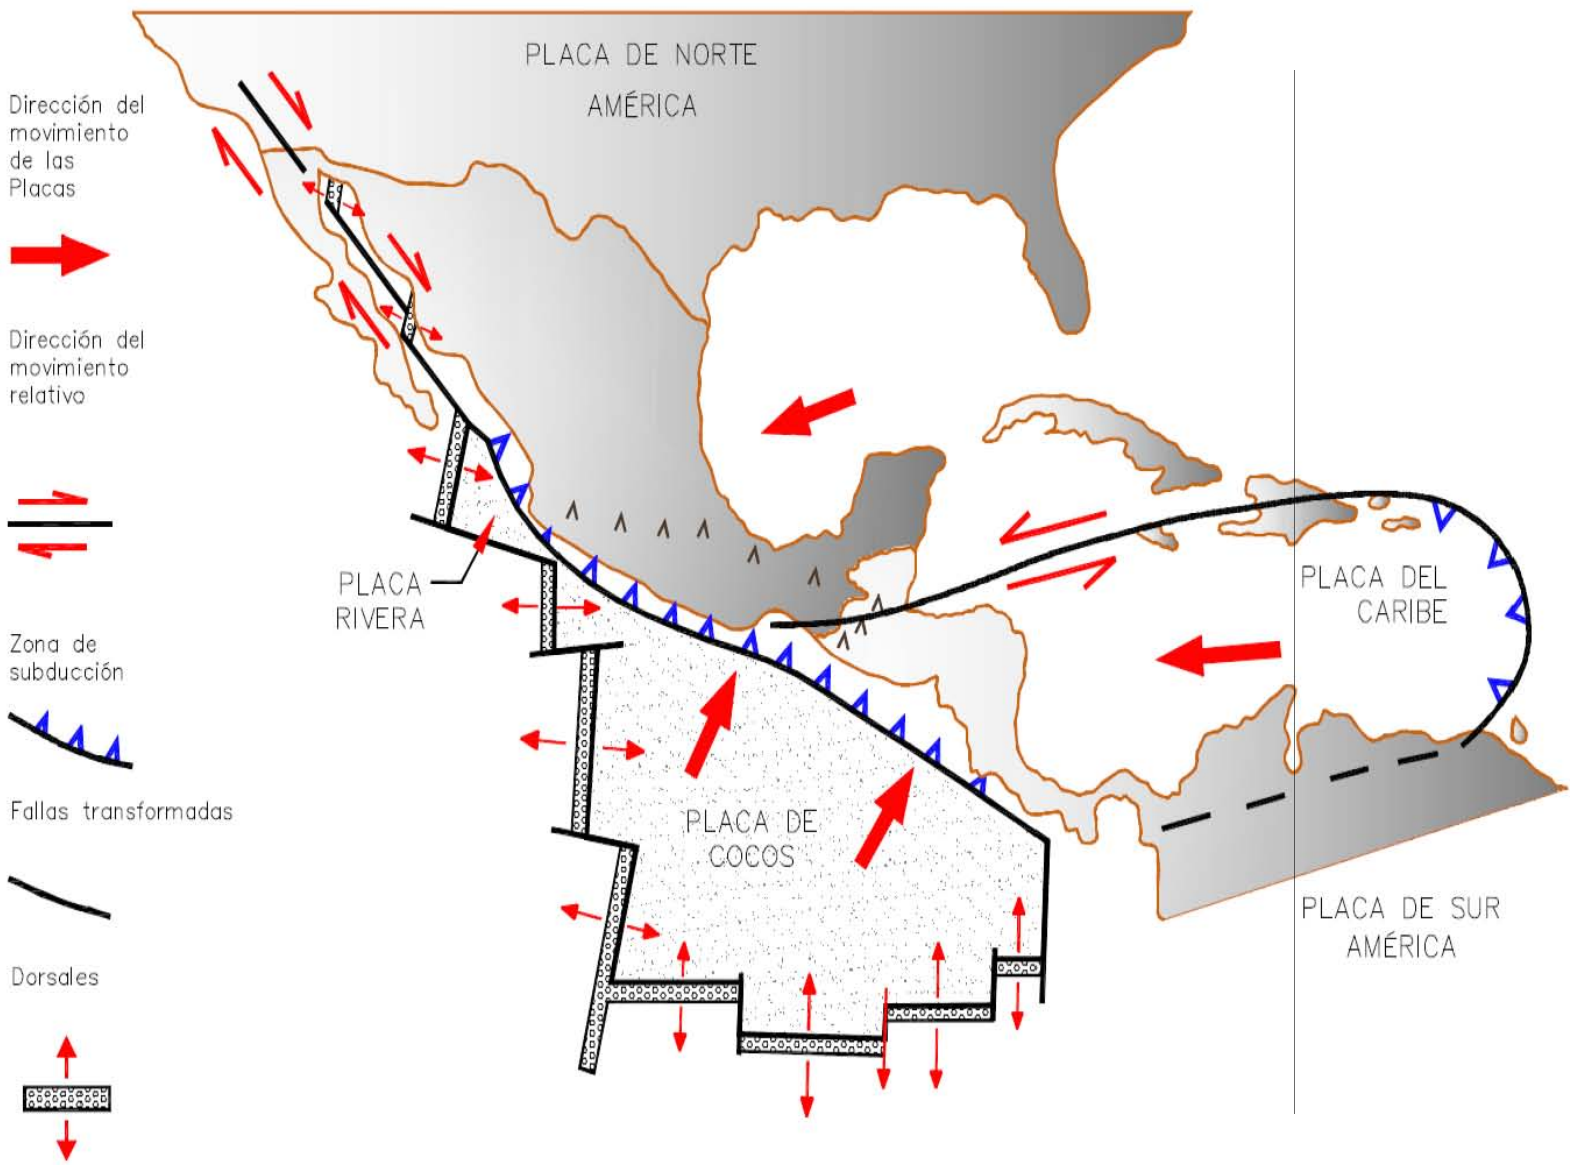 PLACA DE NORTE
AMÉRICA
Dirección del
movimiento
de las
Placas
Dirección del
movimiento
relativo
Zona de
subducción
Fallas transformadas
Dorsales
PLACA
RIVERA
PLACA DE
COCOS
PLACA DEL
CARIBE
PLACA DE SUR
AMÉRICA